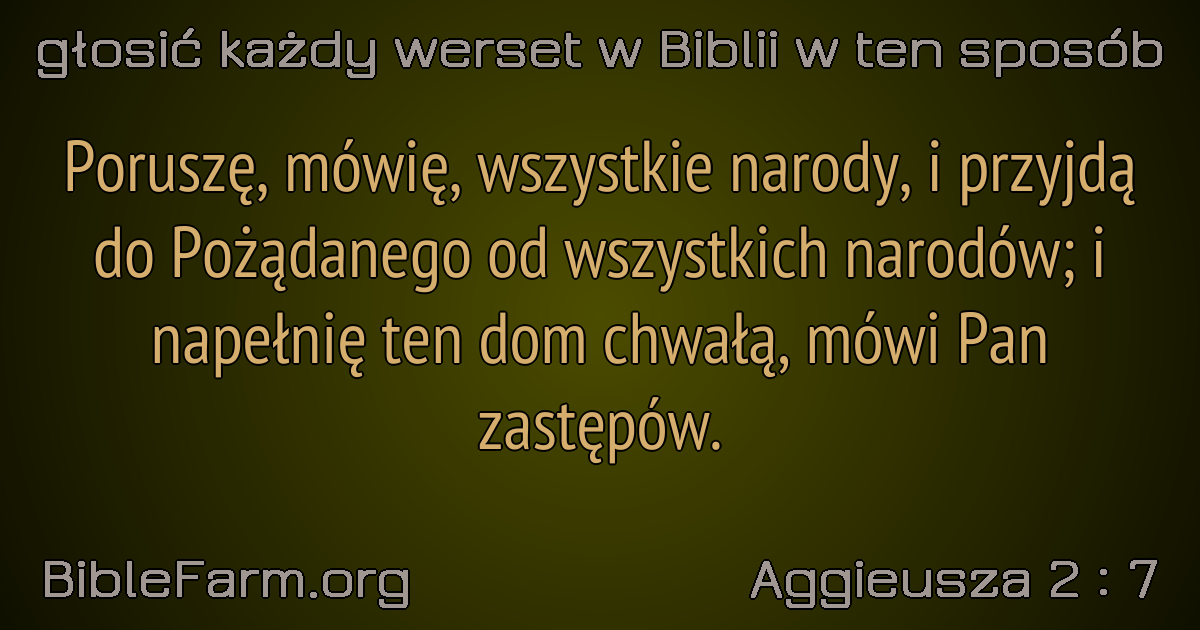 głosić każdy werset w Biblii w ten sposób
Poruszę, mówię, wszystkie narody, i przyjdą
do Pożądanego od wszystkich narodów; i
napełnię ten dom chwałą, mówi Pan
zastępów.
BibleFarm.org
Aggieusza 2 : 7